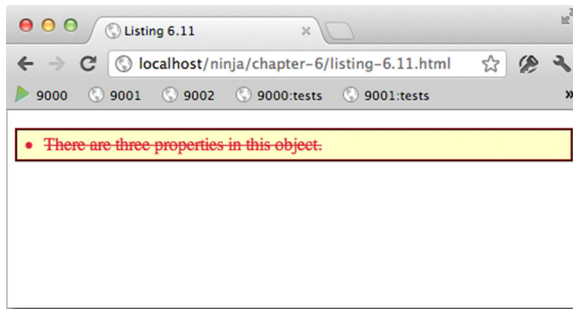 Listing 6.11
localhost/ninja/chapter-6/listing-6.11.html
9000 9001 9002 9000:tests 9001:tests
There are three properties in this object.